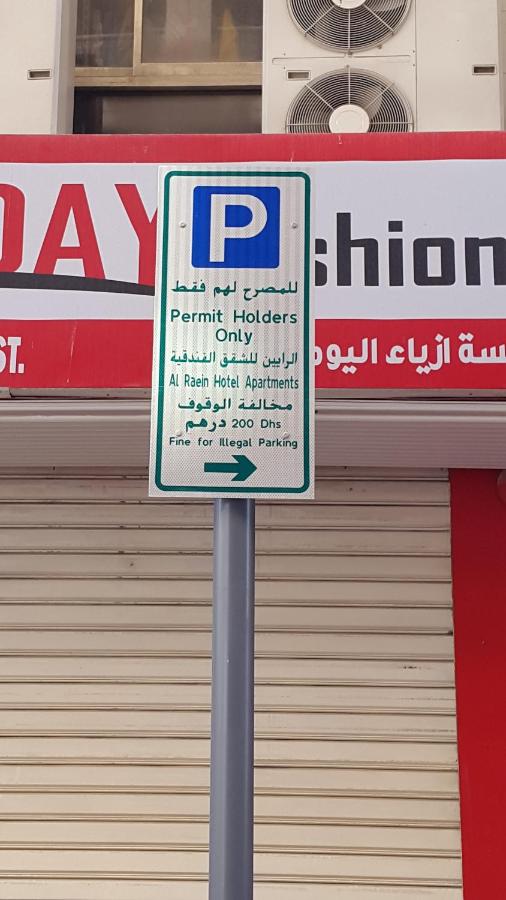 DAY
shion
ST.
سة ازياء اليوم
P
للمصرح لهم فقط
Permit Holders
Only
الرايين للشقق الفندقية
Al Raein Hotel Apartments
مخالفة الوقوف
200 Dhs درهم
Fine for Illegal Parking